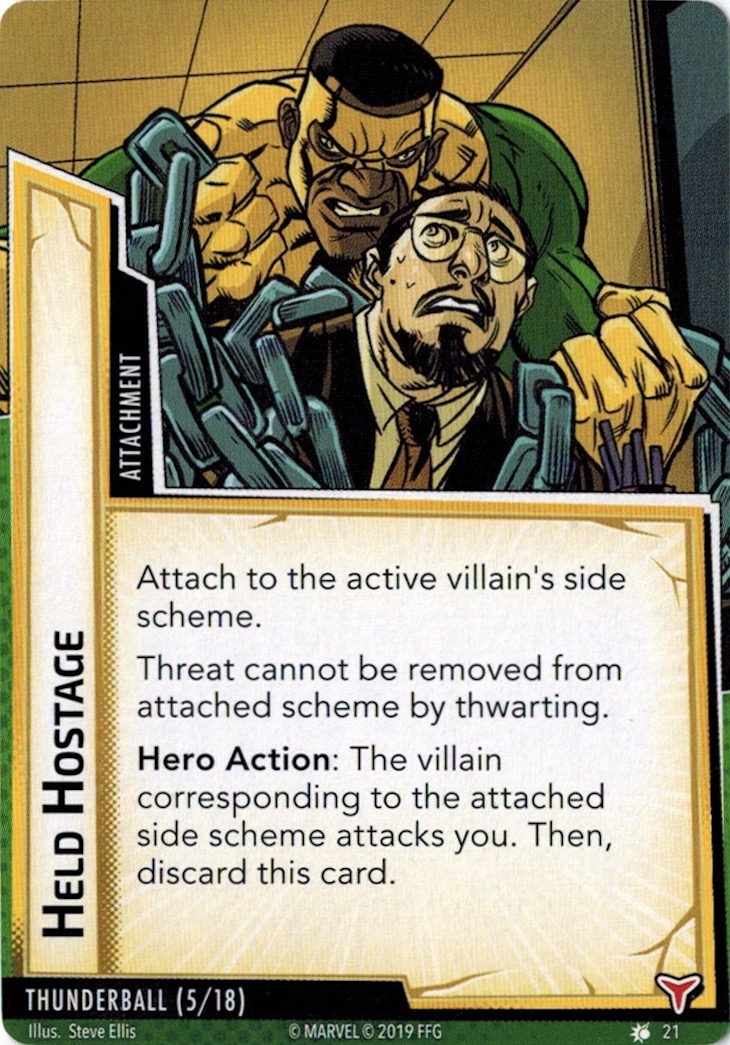 ATTACHMENT
HELD HOSTAGE
Attach to the active villain's side
scheme.
Threat cannot be removed from
attached scheme by thwarting.
Hero Action: The villain
corresponding to the attached
side scheme attacks you. Then,
discard this card.
THUNDERBALL (5/18)
Illus. Steve Ellis
© MARVEL © 2019 FFG
21